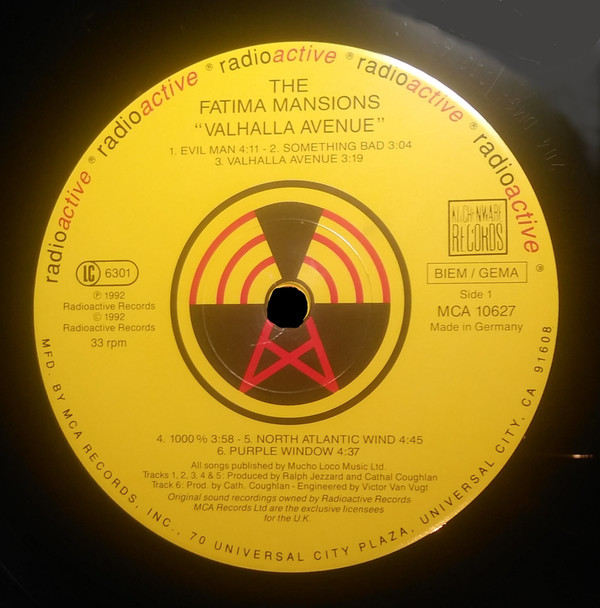 radioactive® radioactive® radioactive® radioactive® radioactive®
THE
FATIMA MANSIONS
"VALHALLA AVENUE"
1. EVIL MAN 4:11 - 2. SOMETHING BAD 3:04
3. VALHALLA AVENUE 3:19
LC 6301
℗ 1992
Radioactive Records
© 1992
Radioactive Records
33 rpm
KITCHENWARE
RECORDS
BIEM / GEMA
Side 1
MCA 10627
Made in Germany
4. 1000 % 3:58 - 5. NORTH ATLANTIC WIND 4:45
6. PURPLE WINDOW 4:37
All songs published by Mucho Loco Music Ltd.
Tracks 1, 2, 3, 4 & 5: Produced by Ralph Jezzard and Cathal Coughlan
Track 6: Prod. by Cath. Coughlan - Engineered by Victor Van Vugt
Original sound recordings owned by Radioactive Records
MCA Records Ltd are the exclusive licensees
for the U.K.
MFD. BY MCA RECORDS, INC., 70 UNIVERSAL CITY PLAZA, UNIVERSAL CITY, CA 91608